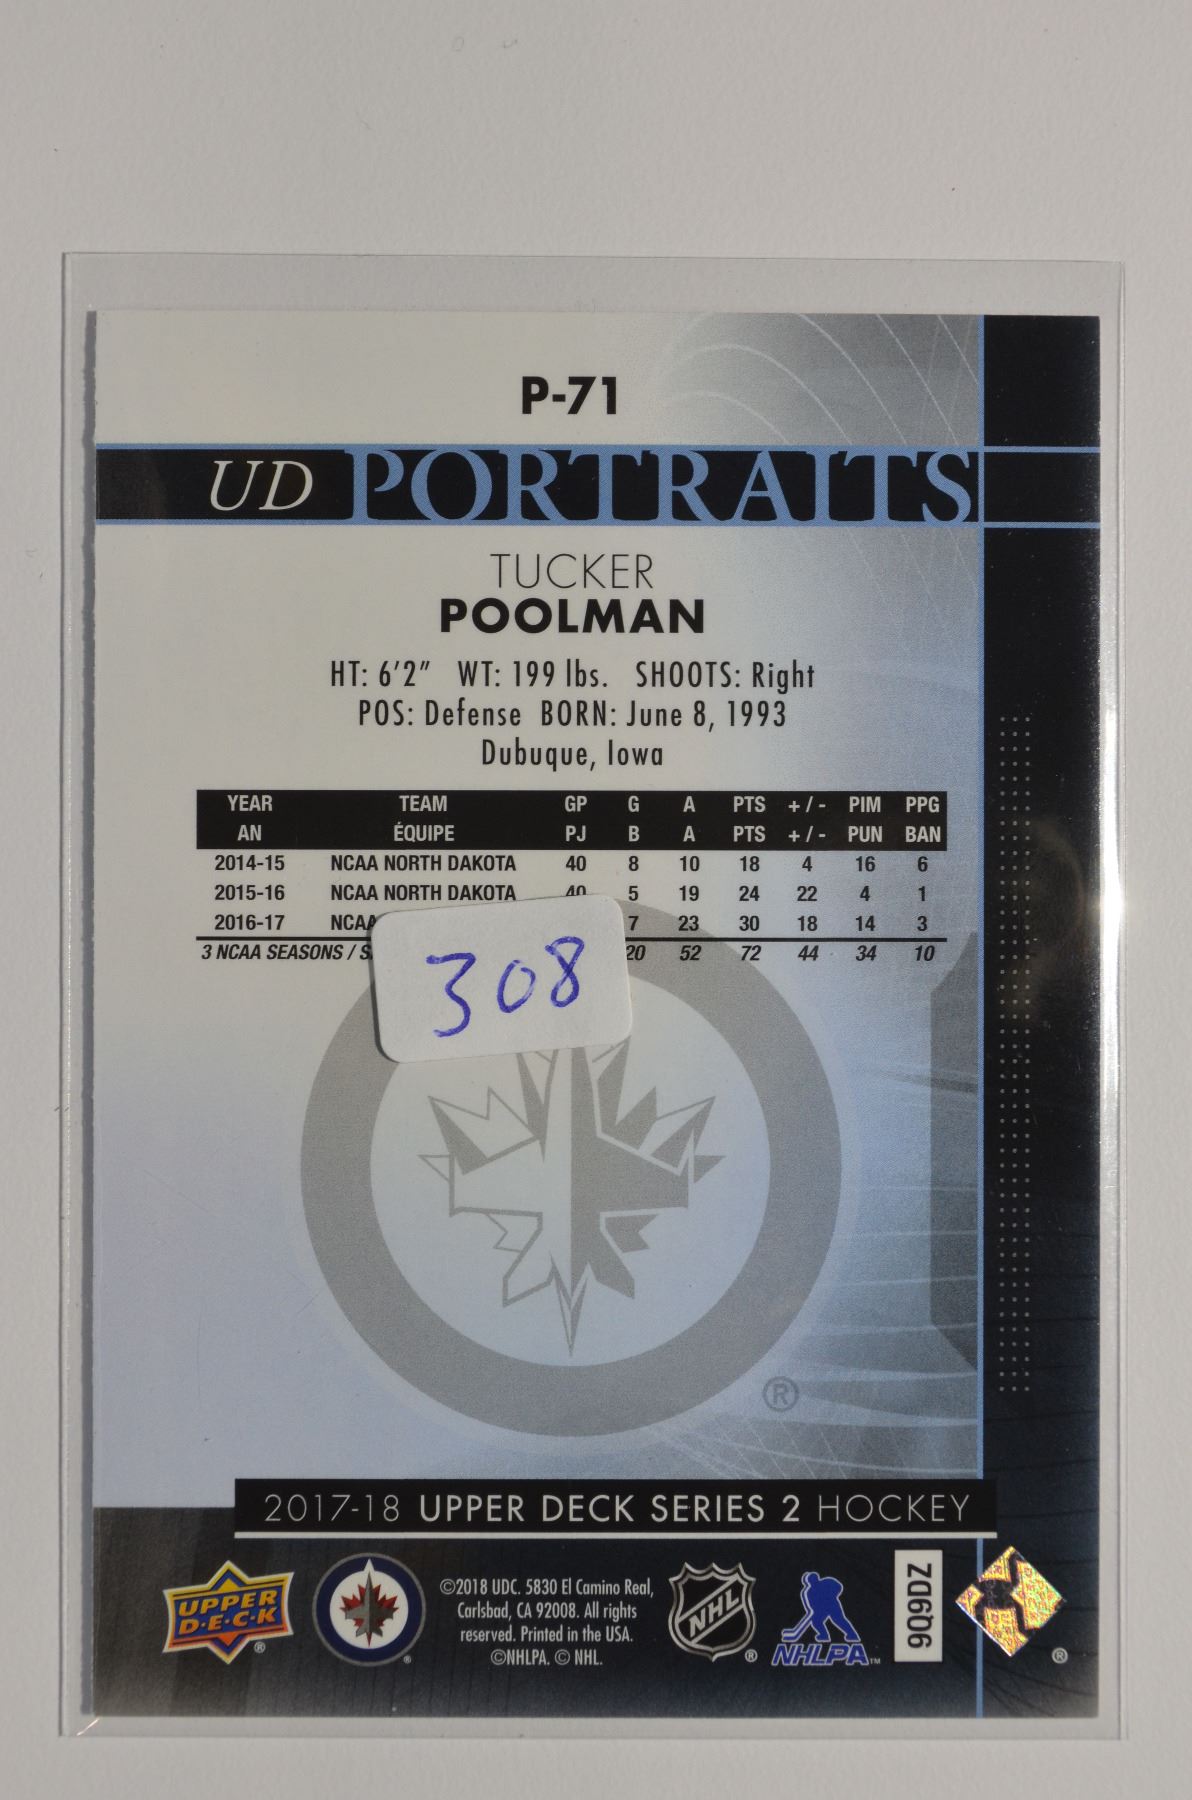 P-71
UD PORTRAITS
TUCKER
POOLMAN
HT: 6'2" WT: 199 lbs. SHOOTS: Right
POS: Defense BORN: June 8, 1993
Dubuque, Iowa
YEAR TEAM GP G A PTS + / - PIM PPG
AN ÉQUIPE PJ B A PTS + / - PUN BAN
2014-15 NCAA NORTH DAKOTA 40 8 10 18 4 16 6
2015-16 NCAA NORTH DAKOTA 40 5 19 24 22 4 1
2016-17 NCAA 7 23 30 18 14 3
3 NCAA SEASONS / 20 52 72 44 34 10
308
®
2017-18 UPPER DECK SERIES 2 HOCKEY
UPPER
D·E·C·K
®
®
©2018 UDC. 5830 El Camino Real,
Carlsbad, CA 92008. All rights
reserved. Printed in the USA.
©NHLPA. © NHL.
NHL
®
NHLPA™
9Q9DZ
®